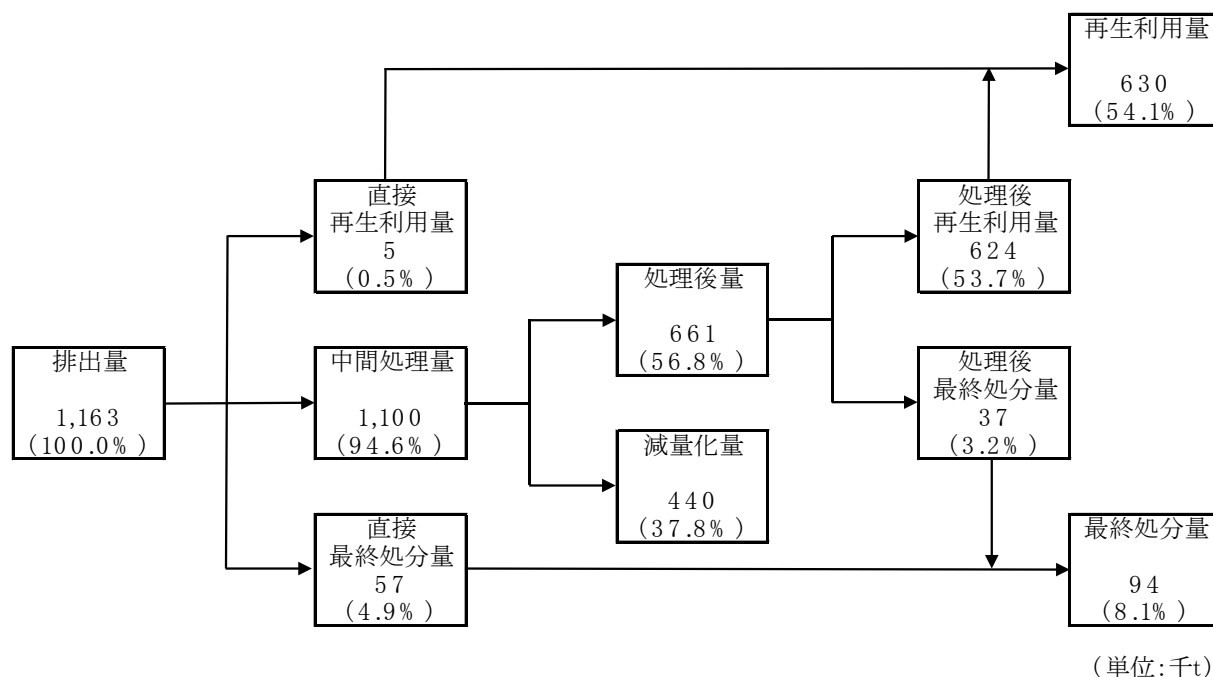 再生利用量
630
(54.1%)
直接
再生利用量
5
(0.5%)
処理後
再生利用量
624
(53.7%)
処理後量
661
(56.8%)
排出量
1,163
(100.0%)
中間処理量
1,100
(94.6%)
処理後
最終処分量
37
(3.2%)
減量化量
440
(37.8%)
直接
最終処分量
57
(4.9%)
最終処分量
94
(8.1%)
(単位:千t)